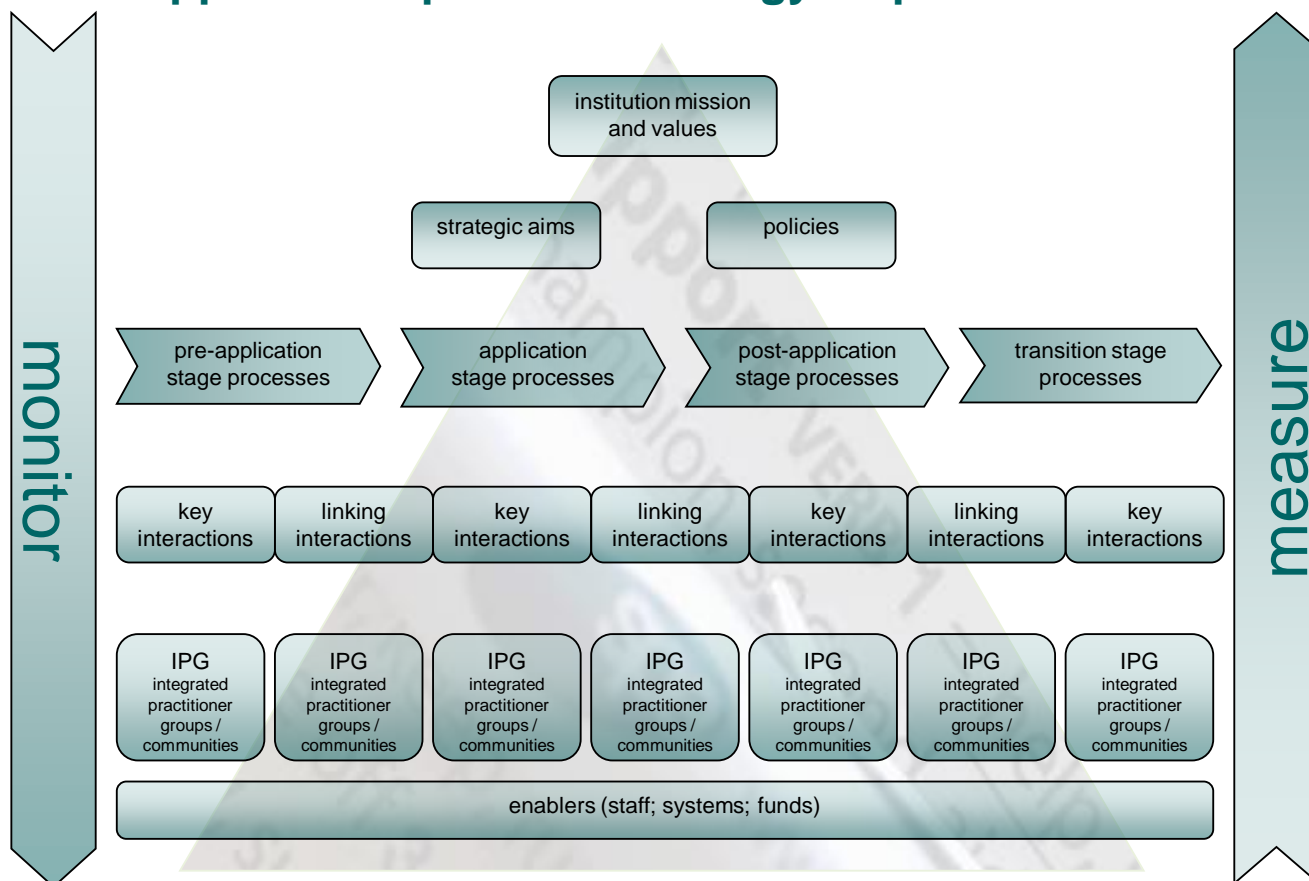 institution mission
and values
strategic aims
policies
pre-application
stage processes
application
stage processes
post-application
stage processes
transition stage
processes
monitor
measure
key
interactions
linking
interactions
key
interactions
linking
interactions
key
interactions
linking
interactions
key
interactions
IPG
integrated
practitioner
groups /
communities
IPG
integrated
practitioner
groups /
communities
IPG
integrated
practitioner
groups /
communities
IPG
integrated
practitioner
groups /
communities
IPG
integrated
practitioner
groups /
communities
IPG
integrated
practitioner
groups /
communities
IPG
integrated
practitioner
groups /
communities
enablers (staff; systems; funds)